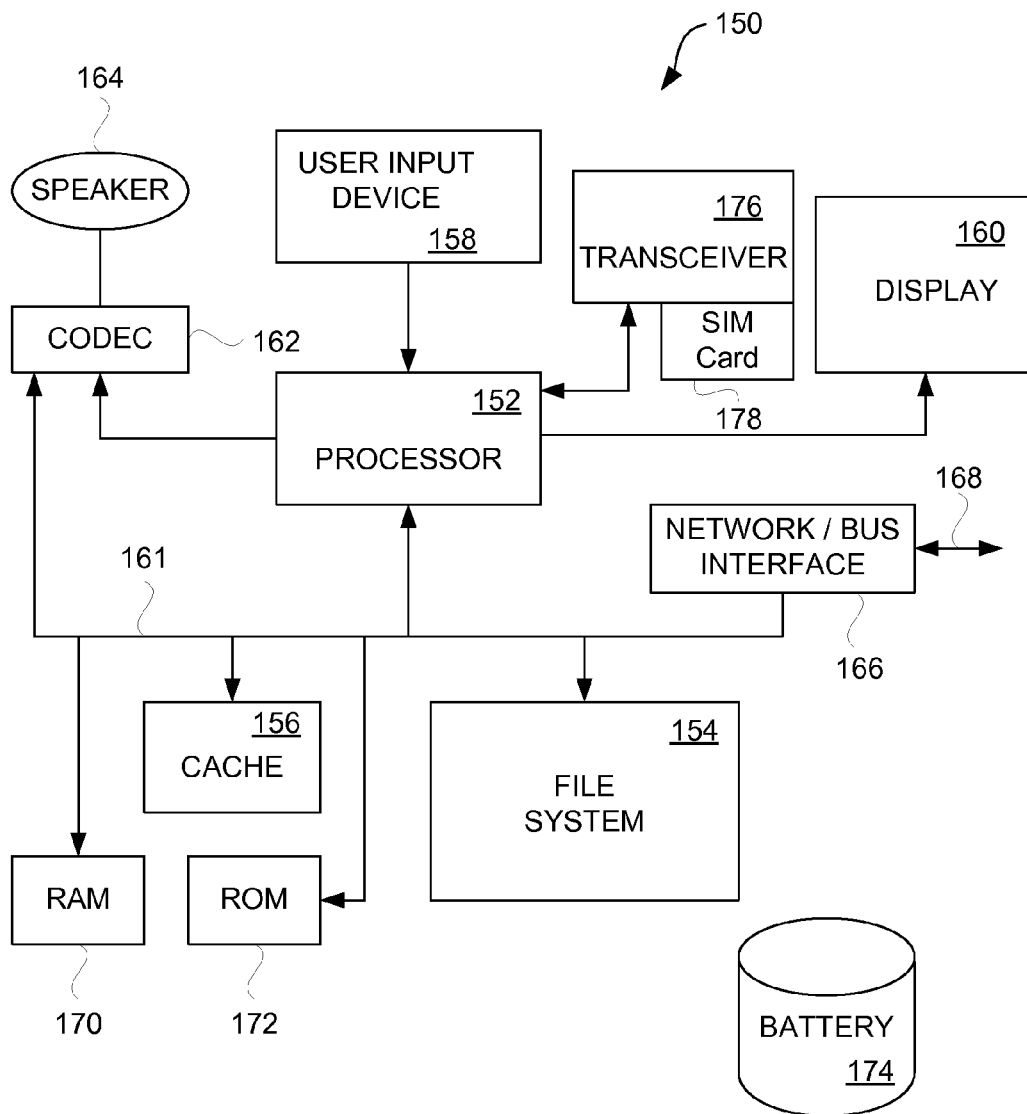 150
164
SPEAKER
USER INPUT
DEVICE
158
176
TRANSCEIVER
SIM
Card
178
160
DISPLAY
CODEC
162
152
PROCESSOR
168
NETWORK / BUS
INTERFACE
166
161
156
CACHE
154
FILE
SYSTEM
RAM
170
ROM
172
BATTERY
174